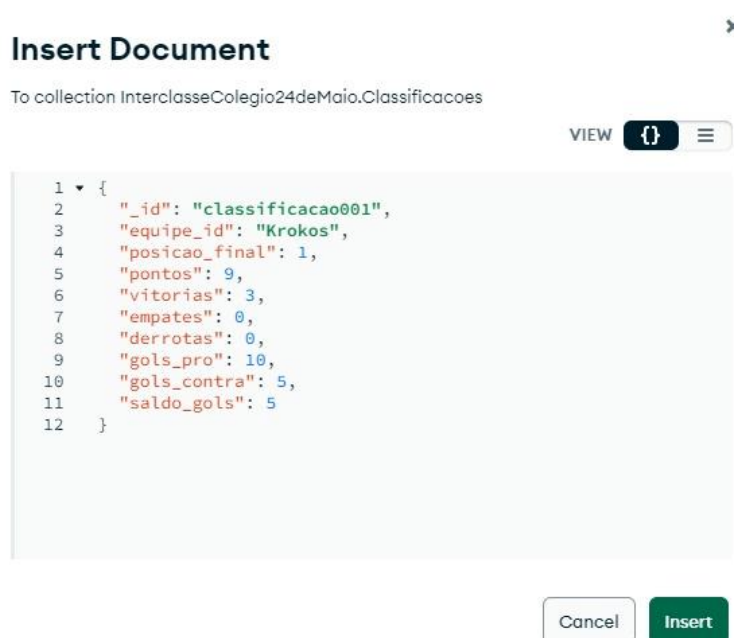 Insert Document
To collection InterclasseColegio24deMaio.Classificacoes
VIEW {}
1 {
2 "_id": "classificacao001",
3 "equipe_id": "Krokos",
4 "posicao_final": 1,
5 "pontos": 9,
6 "vitorias": 3,
7 "empates": 0,
8 "derrotas": 0,
9 "gols_pro": 10,
10 "gols_contra": 5,
11 "saldo_gols": 5
12 }
Cancel Insert